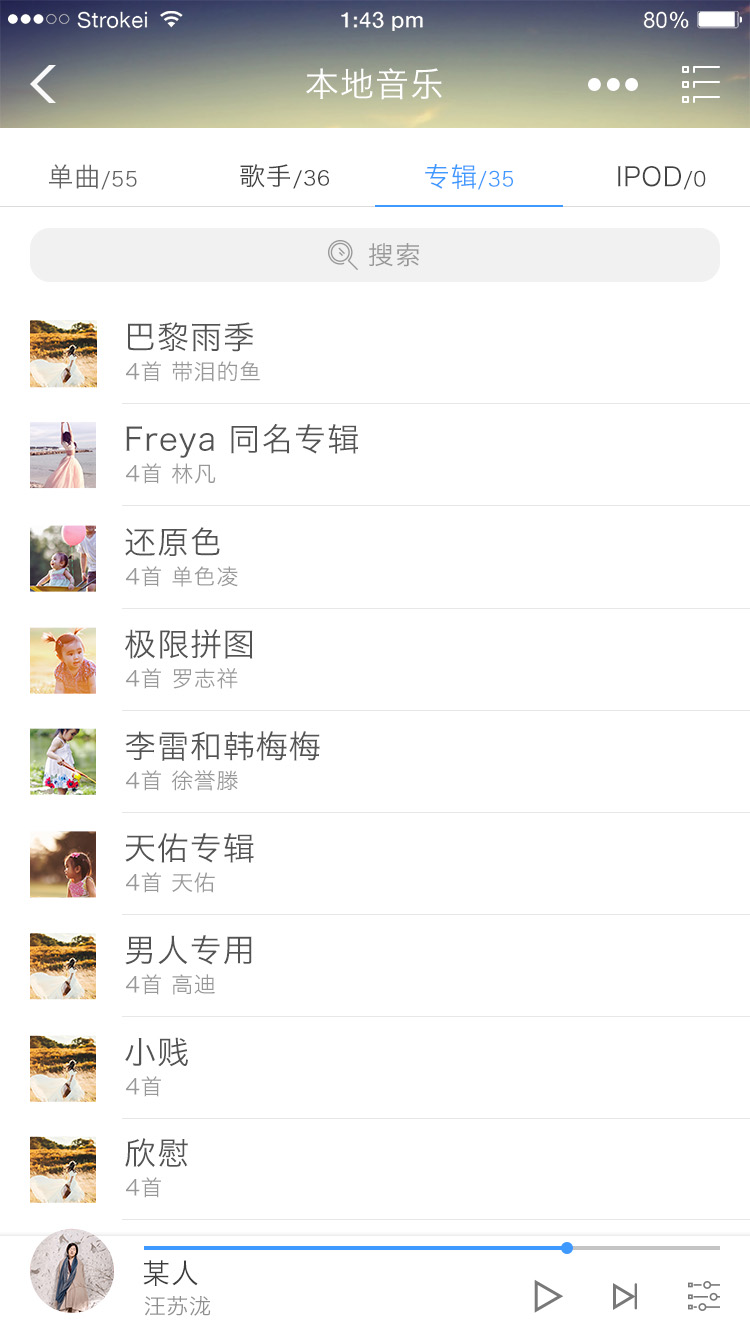 Strokei 1:43 pm 80%
本地音乐
单曲/55 歌手/36 专辑/35 IPOD/0
搜索
巴黎雨季
4首 带泪的鱼
Freya 同名专辑
4首 林凡
还原色
4首 单色凌
极限拼图
4首 罗志祥
李雷和韩梅梅
4首 徐誉滕
天佑专辑
4首 天佑
男人专用
4首 高迪
小贱
4首
欣慰
4首
某人
汪苏泷